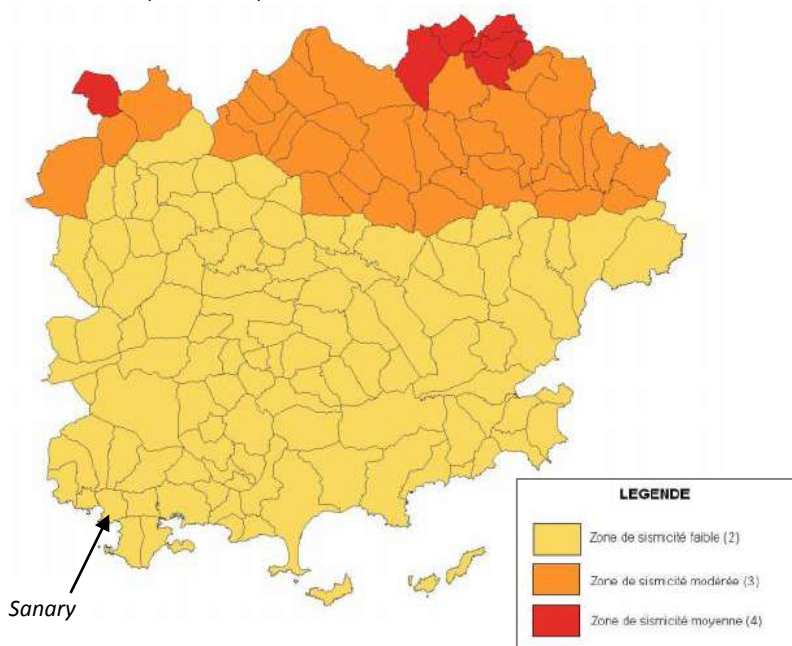 Sanary
LEGENDE
Zone de sismicité faible (2)
Zone de sismicité modérée (3)
Zone de sismicité moyenne (4)